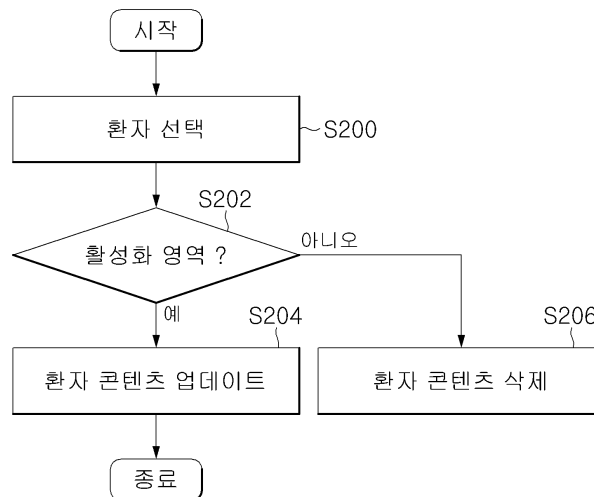 시작
환자 선택
S200
S202
활성화 영역 ?
아니오
예
S204
S206
환자 콘텐츠 업데이트
환자 콘텐츠 삭제
종료